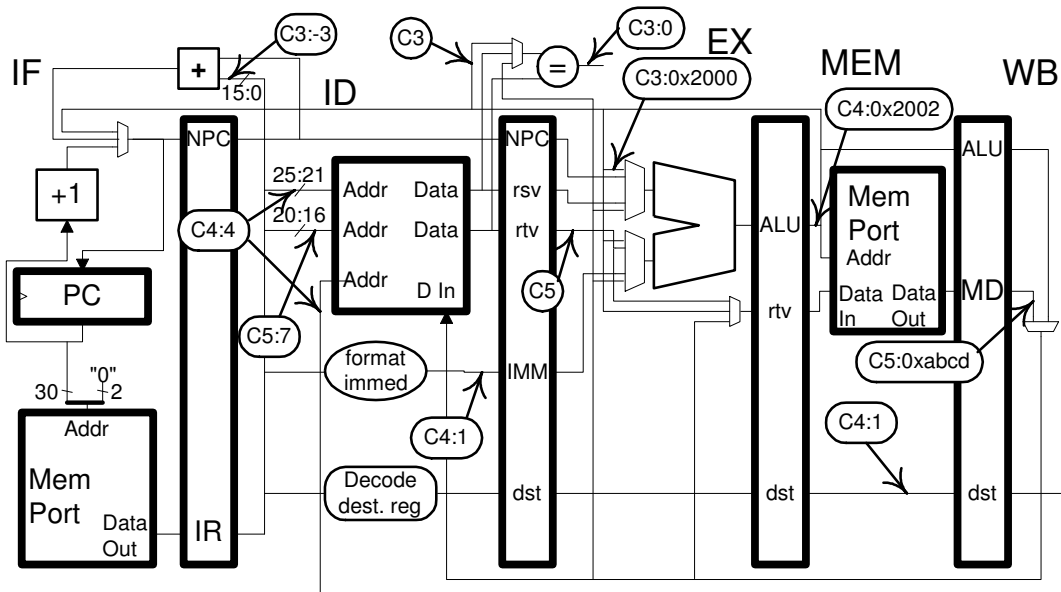 C3:-3
C3
C3:0
EX
IF
+
=
C3:0x2000
MEM
WB
15:0
ID
C4:0x2002
NPC
NPC
ALU
25:21
Addr
Data
rsv
Mem
Port
+1
20:16
Addr
Data
rtv
ALU
C4:4
Addr
Addr
PC
D In
C5
rtv
Data
In
Data
Out
MD
C5:7
format
immed
IMM
C5:0xabcd
30
"0"
2
Addr
C4:1
C4:1
Mem
Port
Decode
dest. reg
dst
dst
dst
Data
Out
IR